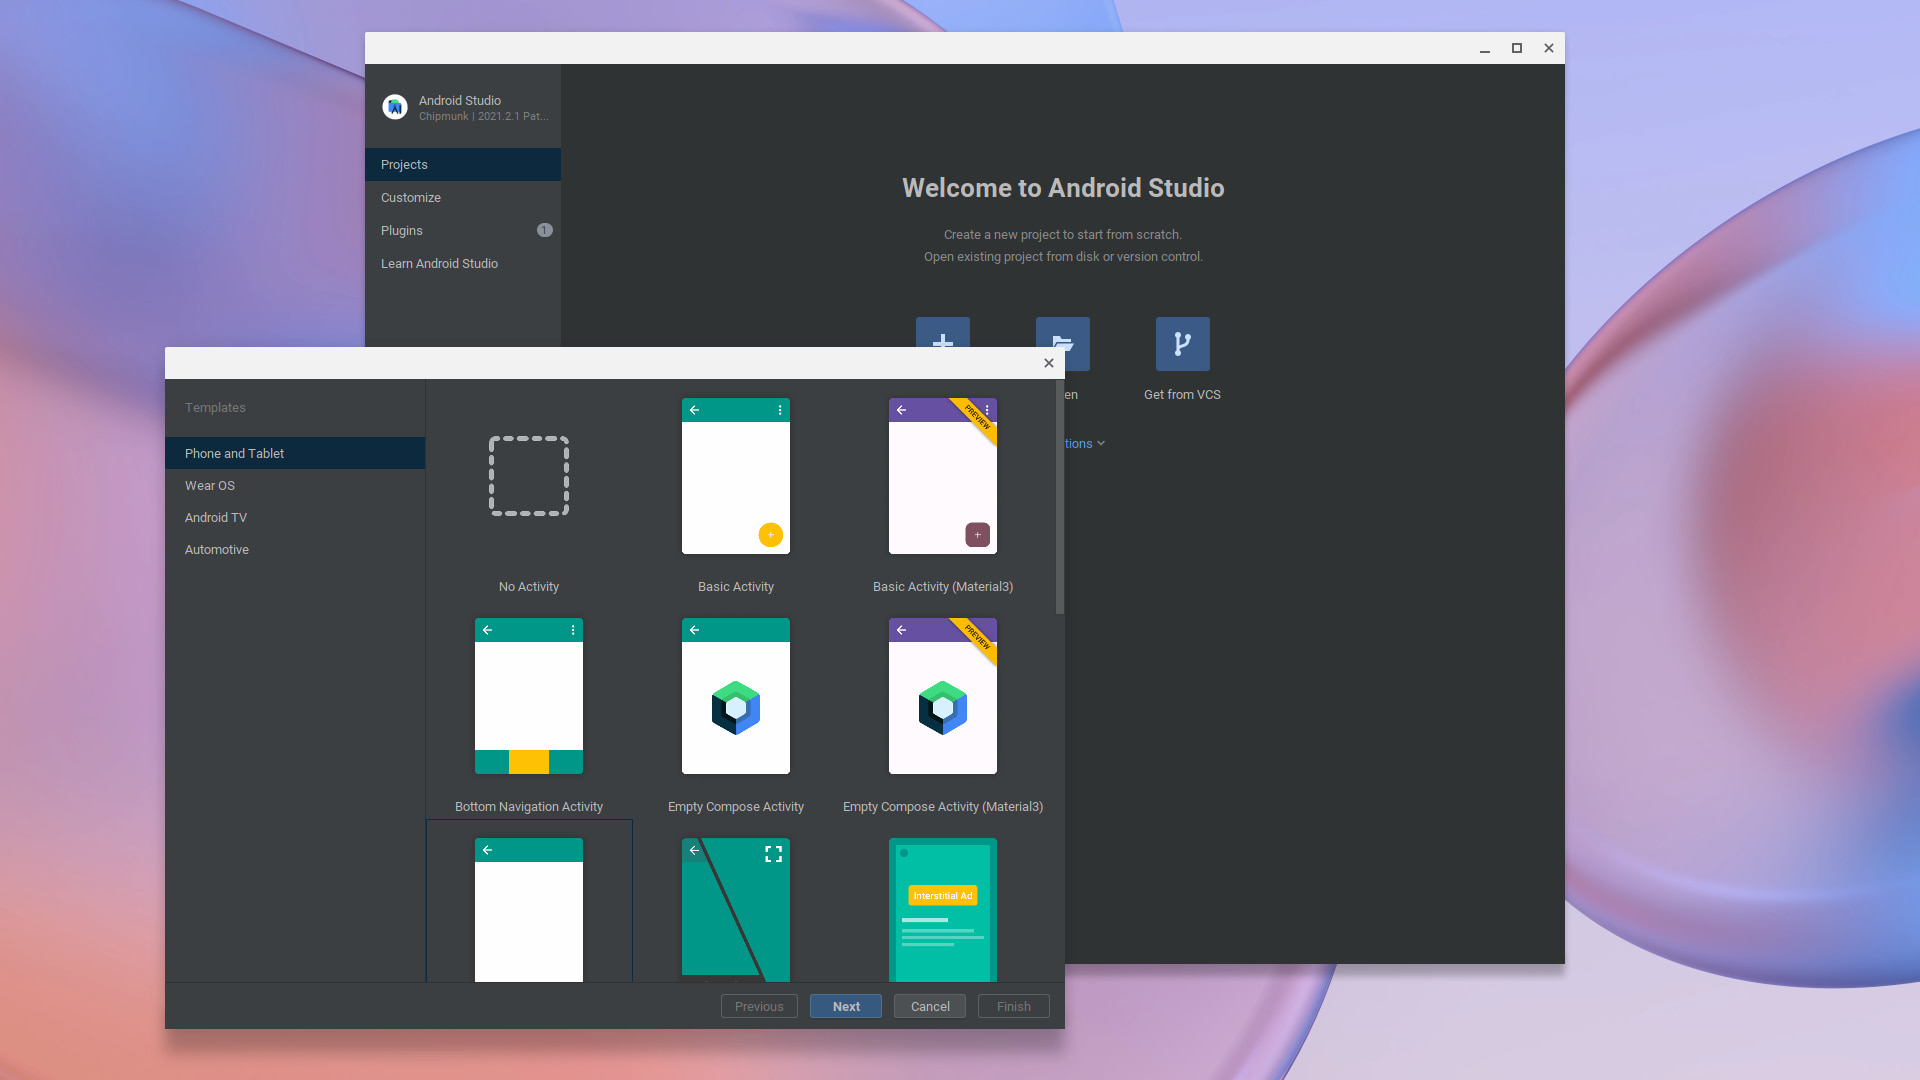 Android Studio
Chipmunk | 2021.2.1 Pat...
Projects
Customize
Plugins
1
Learn Android Studio
Welcome to Android Studio
Create a new project to start from scratch.
Open existing project from disk or version control.
en
Get from VCS
tions
Templates
Phone and Tablet
Wear OS
Android TV
Automotive
PREVIEW
No Activity
Basic Activity
Basic Activity (Material3)
PREVIEW
Bottom Navigation Activity
Empty Compose Activity
Empty Compose Activity (Material3)
Interstitial Ad
Previous
Next
Cancel
Finish